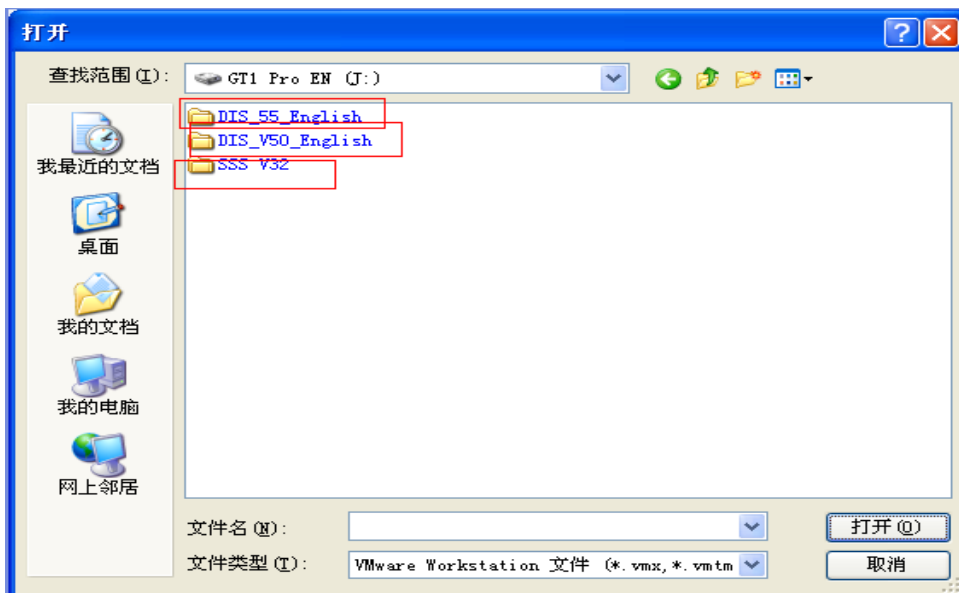 打开
查找范围(I):
GT1 Pro EN (J:)
DIS_55_English
DIS_V50_English
SSS V32
我最近的文档
桌面
我的文档
我的电脑
网上邻居
文件名(N):
打开(O)
文件类型(T):
VMware Workstation 文件 (*.vmx,*.vmtm
取消